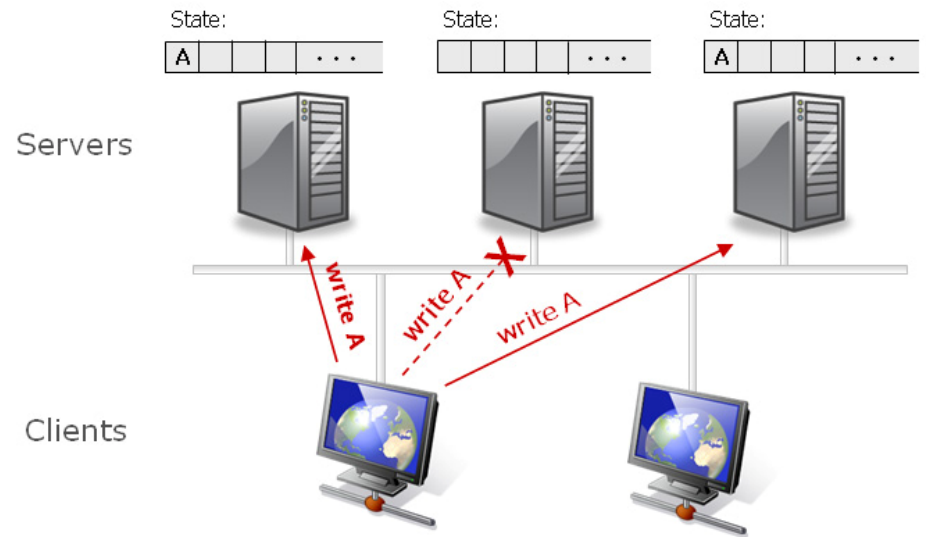 State: State: State:
A ... ... A ...
Servers
write A write A write A
Clients